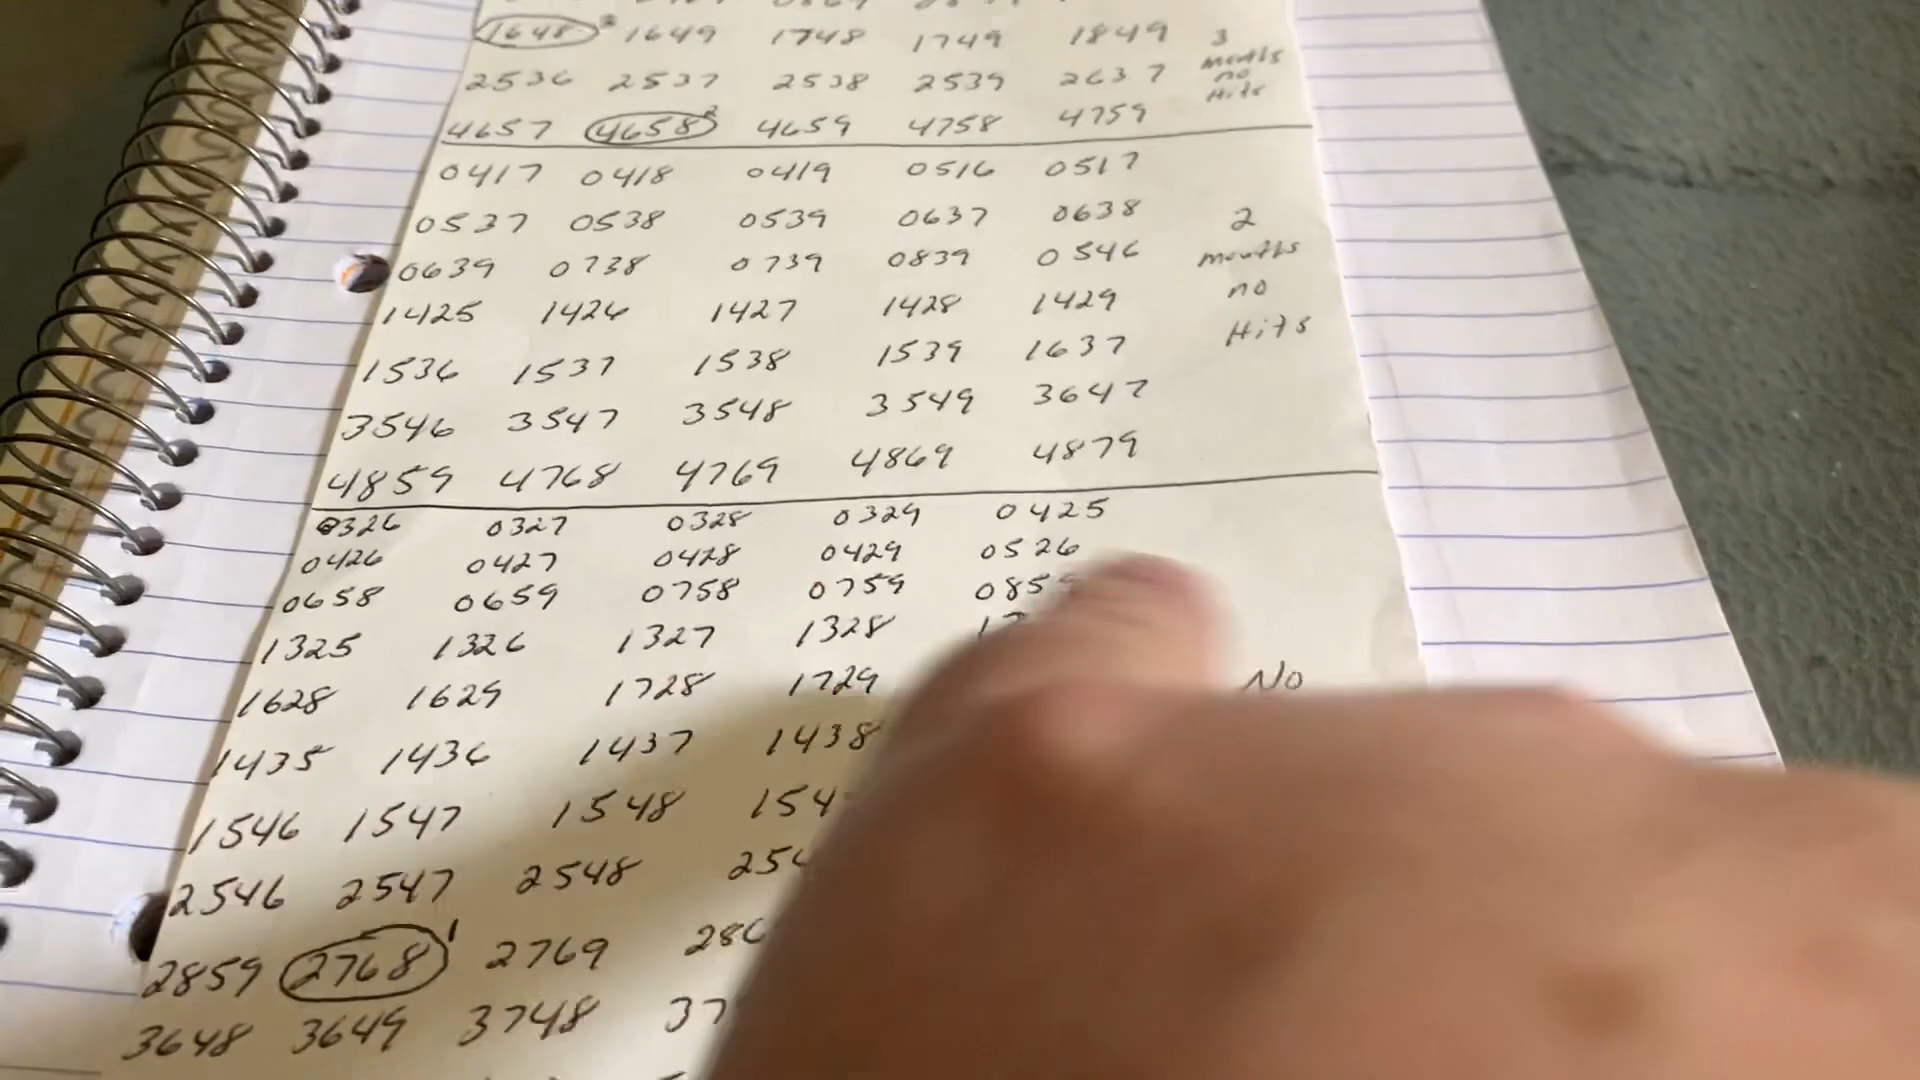 1648 3 1649 1748 1749 1849 3
months
2536 2537 2538 2539 2637 no
Hits
4657 4658 2 4659 4758 4759
0417 0418 0419 0516 0517
0537 0538 0539 0637 0638 2
0639 0738 0739 0839 0546 months
1425 1426 1427 1428 1429 no
1536 1537 1538 1539 1637 Hits
3546 3547 3548 3549 3647
4859 4768 4769 4869 4879
0326 0327 0328 0329 0425
0426 0427 0428 0429 0526
0658 0659 0758 0759
1325 1326 1327 1328
1628 1629 1728 1729 No
1435 1436 1437 1438
1546 1547 1548
2546 2547 2548
2859 2768 1 2769
3648 3649 3748